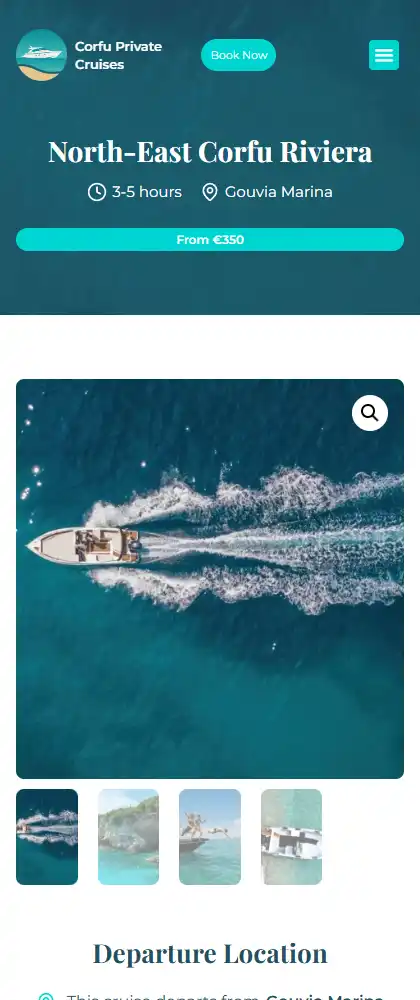 Corfu Private
Cruises
Book Now
North-East Corfu Riviera
3-5 hours
Gouvia Marina
From €350
Departure Location
This cruise departs from Gouvia Marina